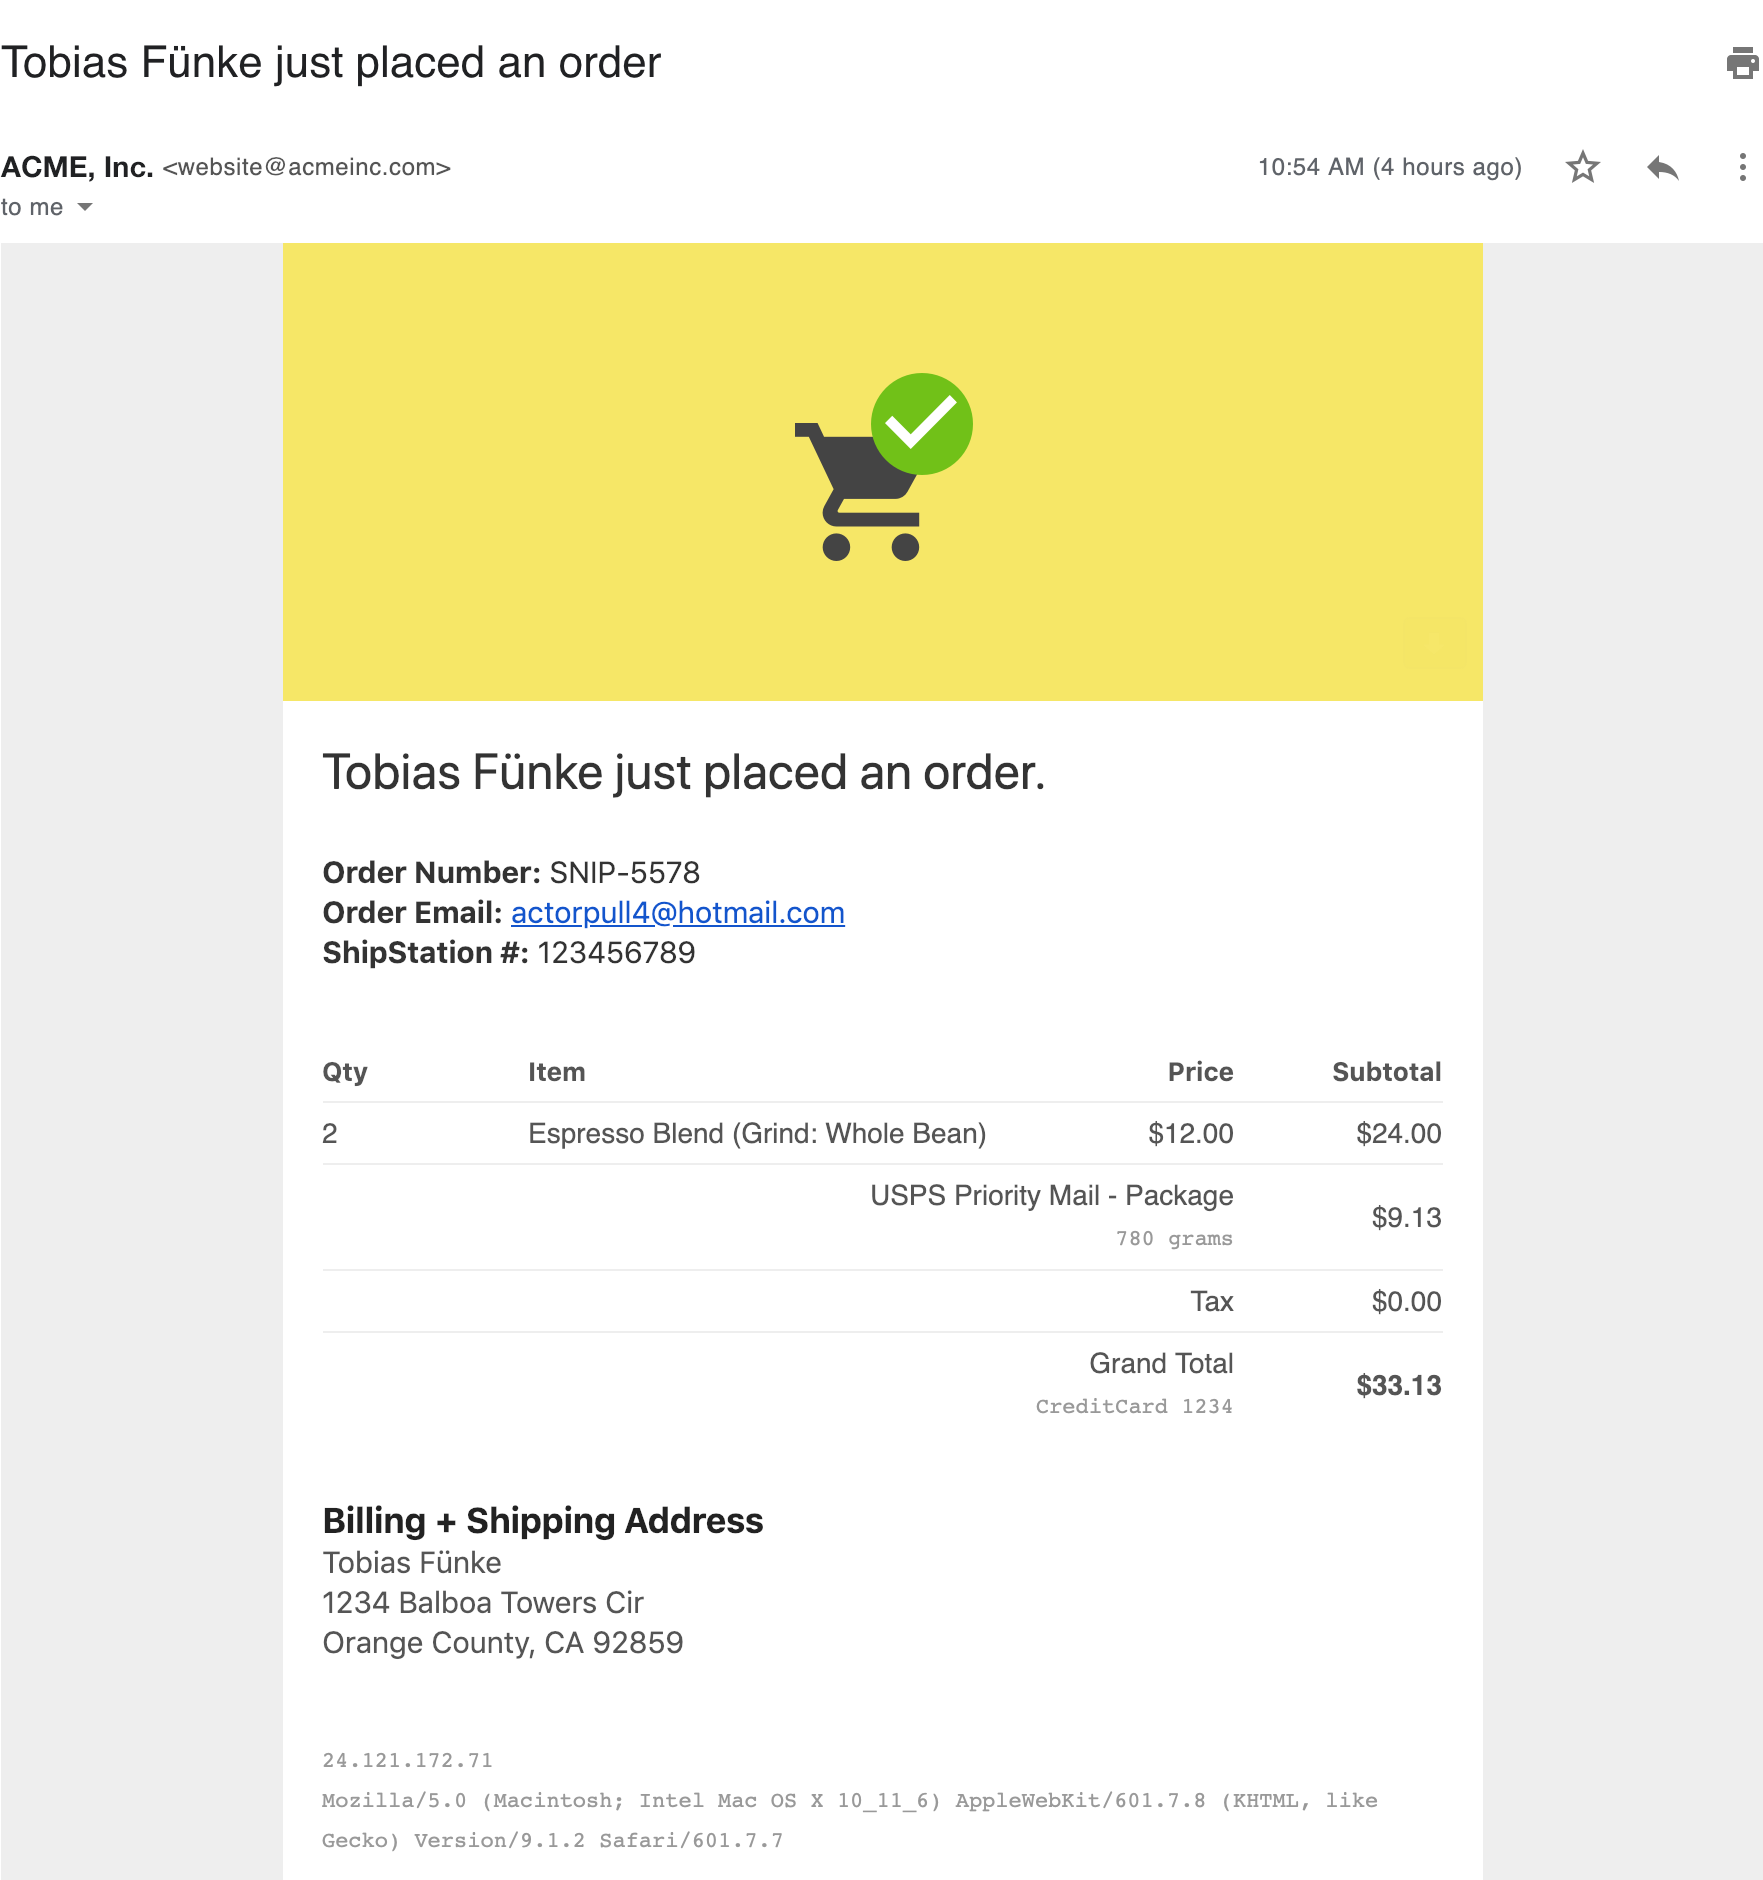 Tobias Fünke just placed an order
ACME, Inc. <website@acmeinc.com>
10:54 AM (4 hours ago)
to me
Tobias Fünke just placed an order.
Order Number: SNIP-5578
Order Email: actorpull4@hotmail.com
ShipStation #: 123456789
Qty Item Price Subtotal
2 Espresso Blend (Grind: Whole Bean) $12.00 $24.00
USPS Priority Mail - Package
780 grams
$9.13
Tax $0.00
Grand Total
CreditCard 1234
$33.13
Billing + Shipping Address
Tobias Fünke
1234 Balboa Towers Cir
Orange County, CA 92859
24.121.172.71
Mozilla/5.0 (Macintosh; Intel Mac OS X 10_11_6) AppleWebKit/601.7.8 (KHTML, like
Gecko) Version/9.1.2 Safari/601.7.7